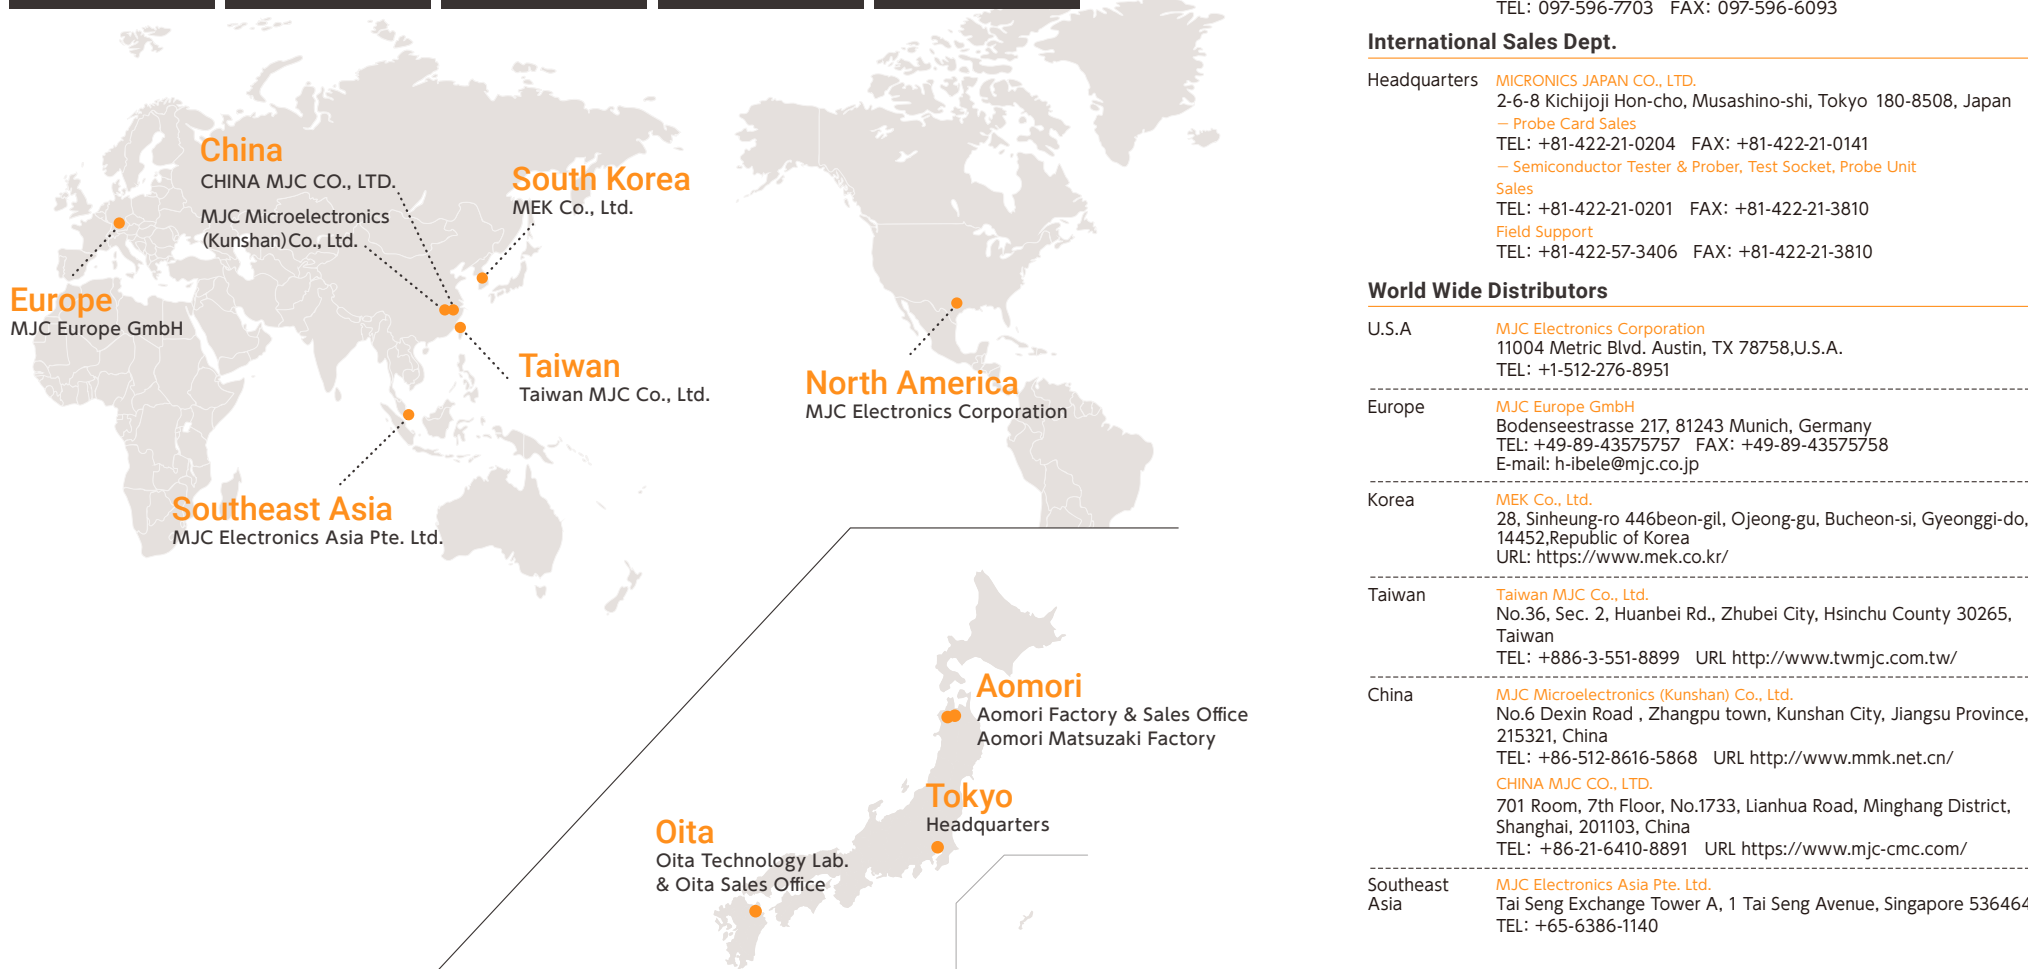 China
CHINA MJC CO., LTD.
MJC Microelectronics
(Kunshan)Co., Ltd.
South Korea
MEK Co., Ltd.
Europe
MJC Europe GmbH
Taiwan
Taiwan MJC Co., Ltd.
North America
MJC Electronics Corporation
Southeast Asia
MJC Electronics Asia Pte. Ltd.
Aomori
Aomori Factory & Sales Office
Aomori Matsuzaki Factory
Tokyo
Headquarters
Oita
Oita Technology Lab.
& Oita Sales Office
TEL: 097-596-7703 FAX: 097-596-6093
International Sales Dept.
Headquarters MICRONICS JAPAN CO., LTD.
2-6-8 Kichijoji Hon-cho, Musashino-shi, Tokyo 180-8508, Japan
– Probe Card Sales
TEL: +81-422-21-0204 FAX: +81-422-21-0141
– Semiconductor Tester & Prober, Test Socket, Probe Unit
Sales
TEL: +81-422-21-0201 FAX: +81-422-21-3810
Field Support
TEL: +81-422-57-3406 FAX: +81-422-21-3810
World Wide Distributors
U.S.A MJC Electronics Corporation
11004 Metric Blvd. Austin, TX 78758,U.S.A.
TEL: +1-512-276-8951
Europe MJC Europe GmbH
Bodenseestrasse 217, 81243 Munich, Germany
TEL: +49-89-43575757 FAX: +49-89-43575758
E-mail: h-ibele@mjc.co.jp
Korea MEK Co., Ltd.
28, Sinheung-ro 446beon-gil, Ojeong-gu, Bucheon-si, Gyeonggi-do,
14452,Republic of Korea
URL: https://www.mek.co.kr/
Taiwan Taiwan MJC Co., Ltd.
No.36, Sec. 2, Huanbei Rd., Zhubei City, Hsinchu County 30265,
Taiwan
TEL: +886-3-551-8899 URL http://www.twmjc.com.tw/
China MJC Microelectronics (Kunshan) Co., Ltd.
No.6 Dexin Road , Zhangpu town, Kunshan City, Jiangsu Province,
215321, China
TEL: +86-512-8616-5868 URL http://www.mmk.net.cn/
CHINA MJC CO., LTD.
701 Room, 7th Floor, No.1733, Lianhua Road, Minghang District,
Shanghai, 201103, China
TEL: +86-21-6410-8891 URL https://www.mjc-cmc.com/
Southeast MJC Electronics Asia Pte. Ltd.
Asia Tai Seng Exchange Tower A, 1 Tai Seng Avenue, Singapore 536464
TEL: +65-6386-1140